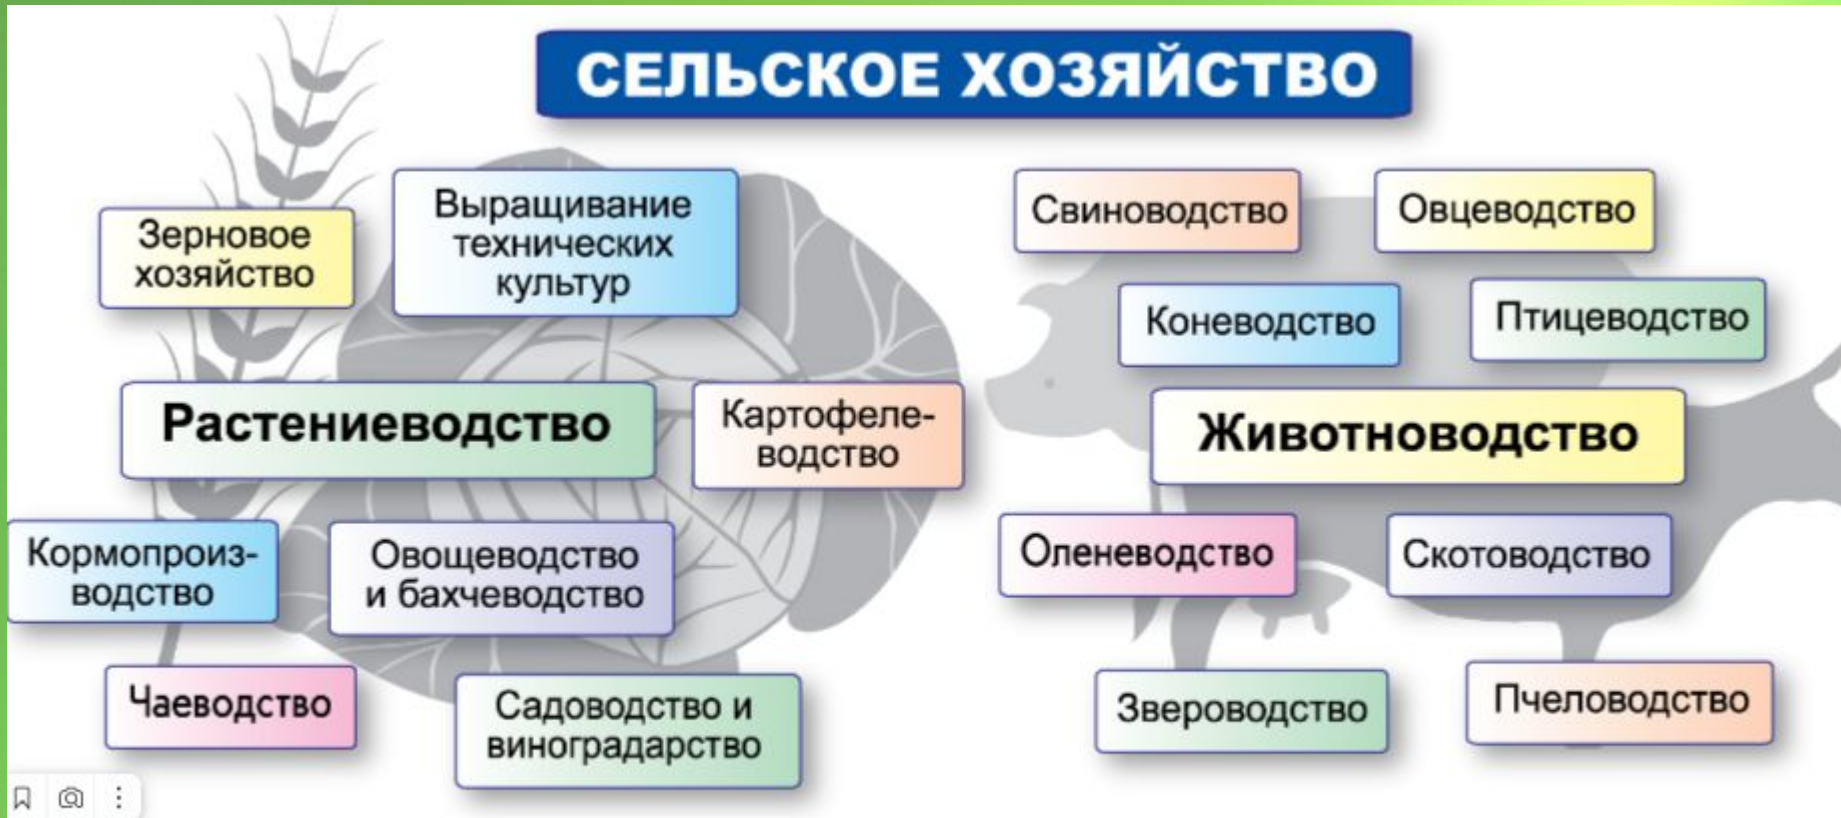 СЕЛЬСКОЕ ХОЗЯЙСТВО
Зерновое
хозяйство
Выращивание
технических
культур
Растениеводство
Картофеле-
водство
Кормопроиз-
водство
Овощеводство
и бахчеводство
Чаеводство
Садоводство и
виноградарство
Свиноводство
Овцеводство
Коневодство
Птицеводство
Животноводство
Оленеводство
Скотоводство
Звероводство
Пчеловодство